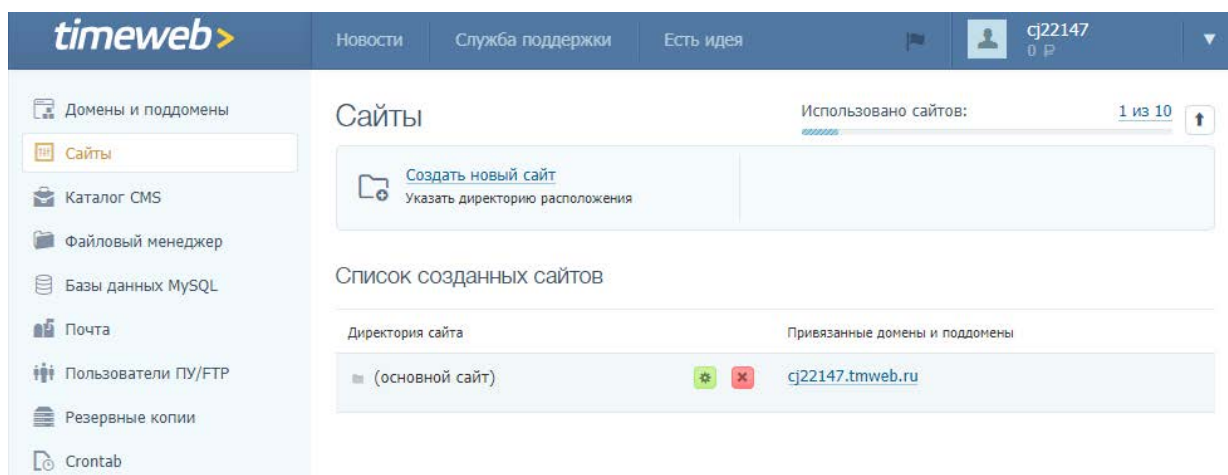 timeweb>
Новости Служба поддержки Есть идея
cj22147
0 ₽
Домены и поддомены
Сайты
Каталог CMS
Файловый менеджер
Базы данных MySQL
Почта
Пользователи ПУ/FTP
Резервные копии
Crontab
Сайты
Использовано сайтов: 1 из 10
Создать новый сайт
Указать директорию расположения
Список созданных сайтов
Директория сайта Привязанные домены и поддомены
(основной сайт) cj22147.tmweb.ru